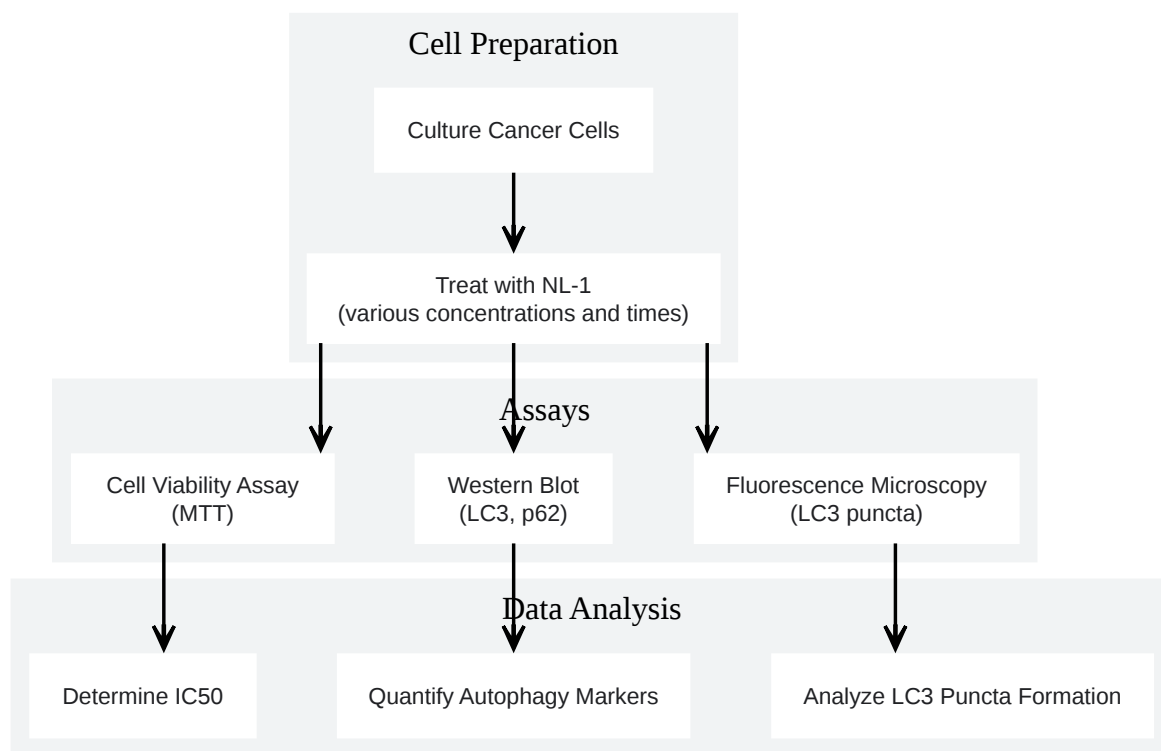 Cell Preparation
Culture Cancer Cells
Treat with NL-1
(various concentrations and times)
Assays
Cell Viability Assay
(MTT)
Western Blot
(LC3, p62)
Fluorescence Microscopy
(LC3 puncta)
Data Analysis
Determine IC50
Quantify Autophagy Markers
Analyze LC3 Puncta Formation